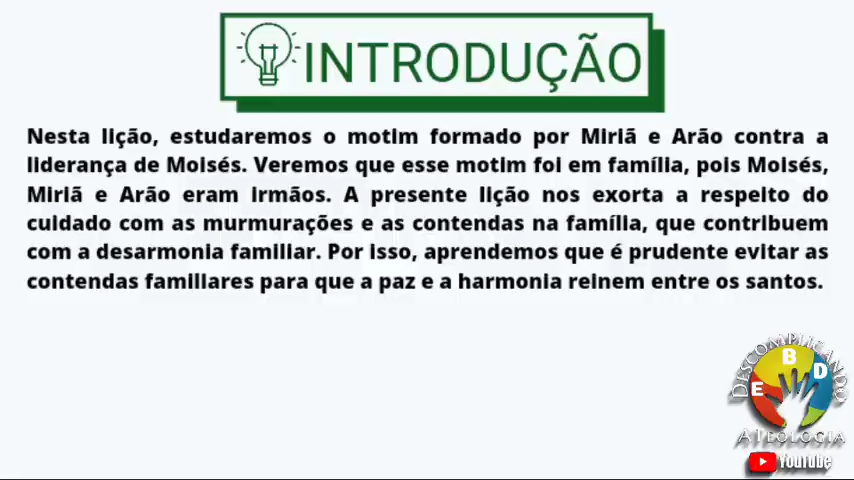 INTRODUÇÃO
Nesta lição, estudaremos o motim formado por Miriã e Arão contra a
liderança de Moisés. Veremos que esse motim foi em família, pois Moisés,
Miriã e Arão eram irmãos. A presente lição nos exorta a respeito do
cuidado com as murmurações e as contendas na família, que contribuem
com a desarmonia familiar. Por isso, aprendemos que é prudente evitar as
contendas familiares para que a paz e a harmonia reinem entre os santos.
DESCOMPLICANDO
E B D
A TEOLOGIA
YouTube